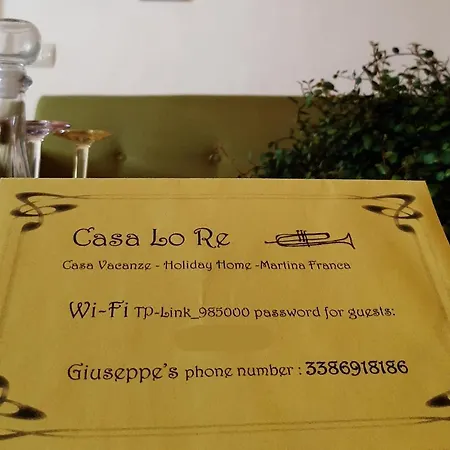 Casa Lo Re
Casa Vacanze - Holiday Home -Martina Franca
Wi-Fi TP-Link_985000 password for guests:
Giuseppe's phone number : 3386918186